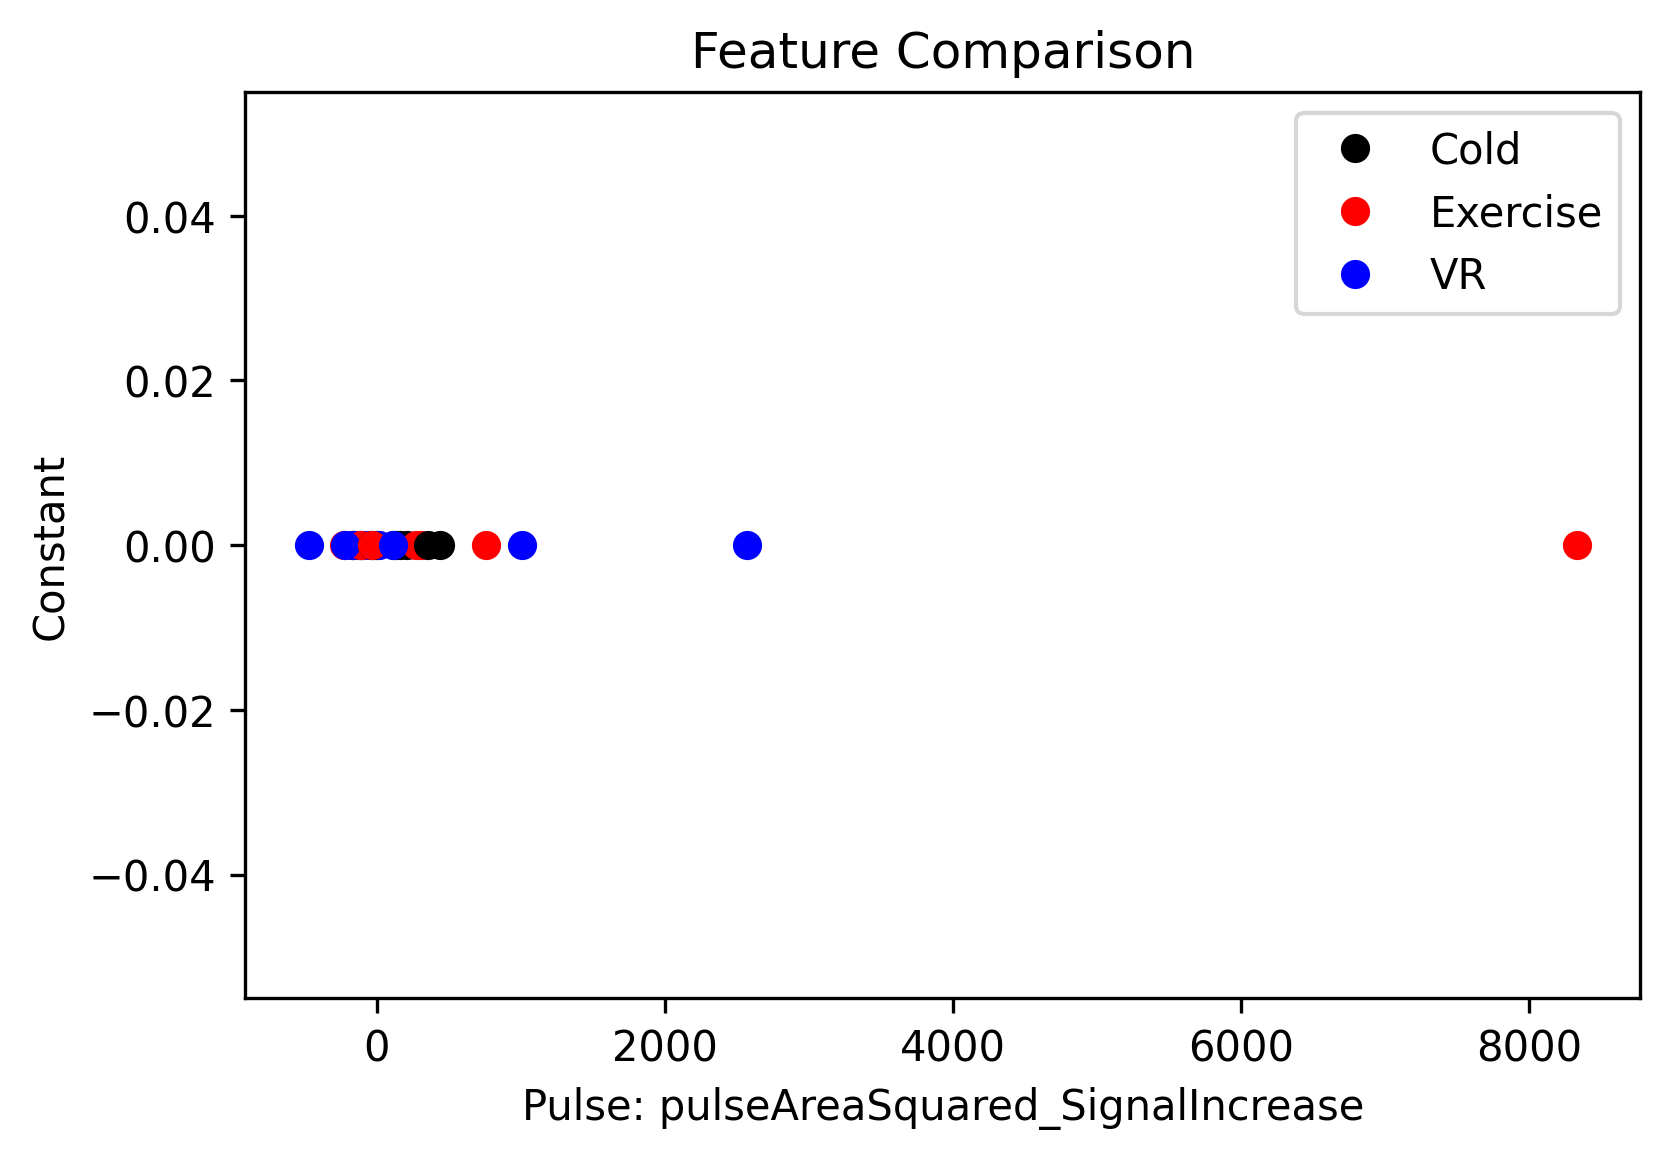 Feature Comparison
Cold
Exercise
VR
0.04
0.02
0.00
−0.02
−0.04
Constant
0 2000 4000 6000 8000
Pulse: pulseAreaSquared_SignalIncrease